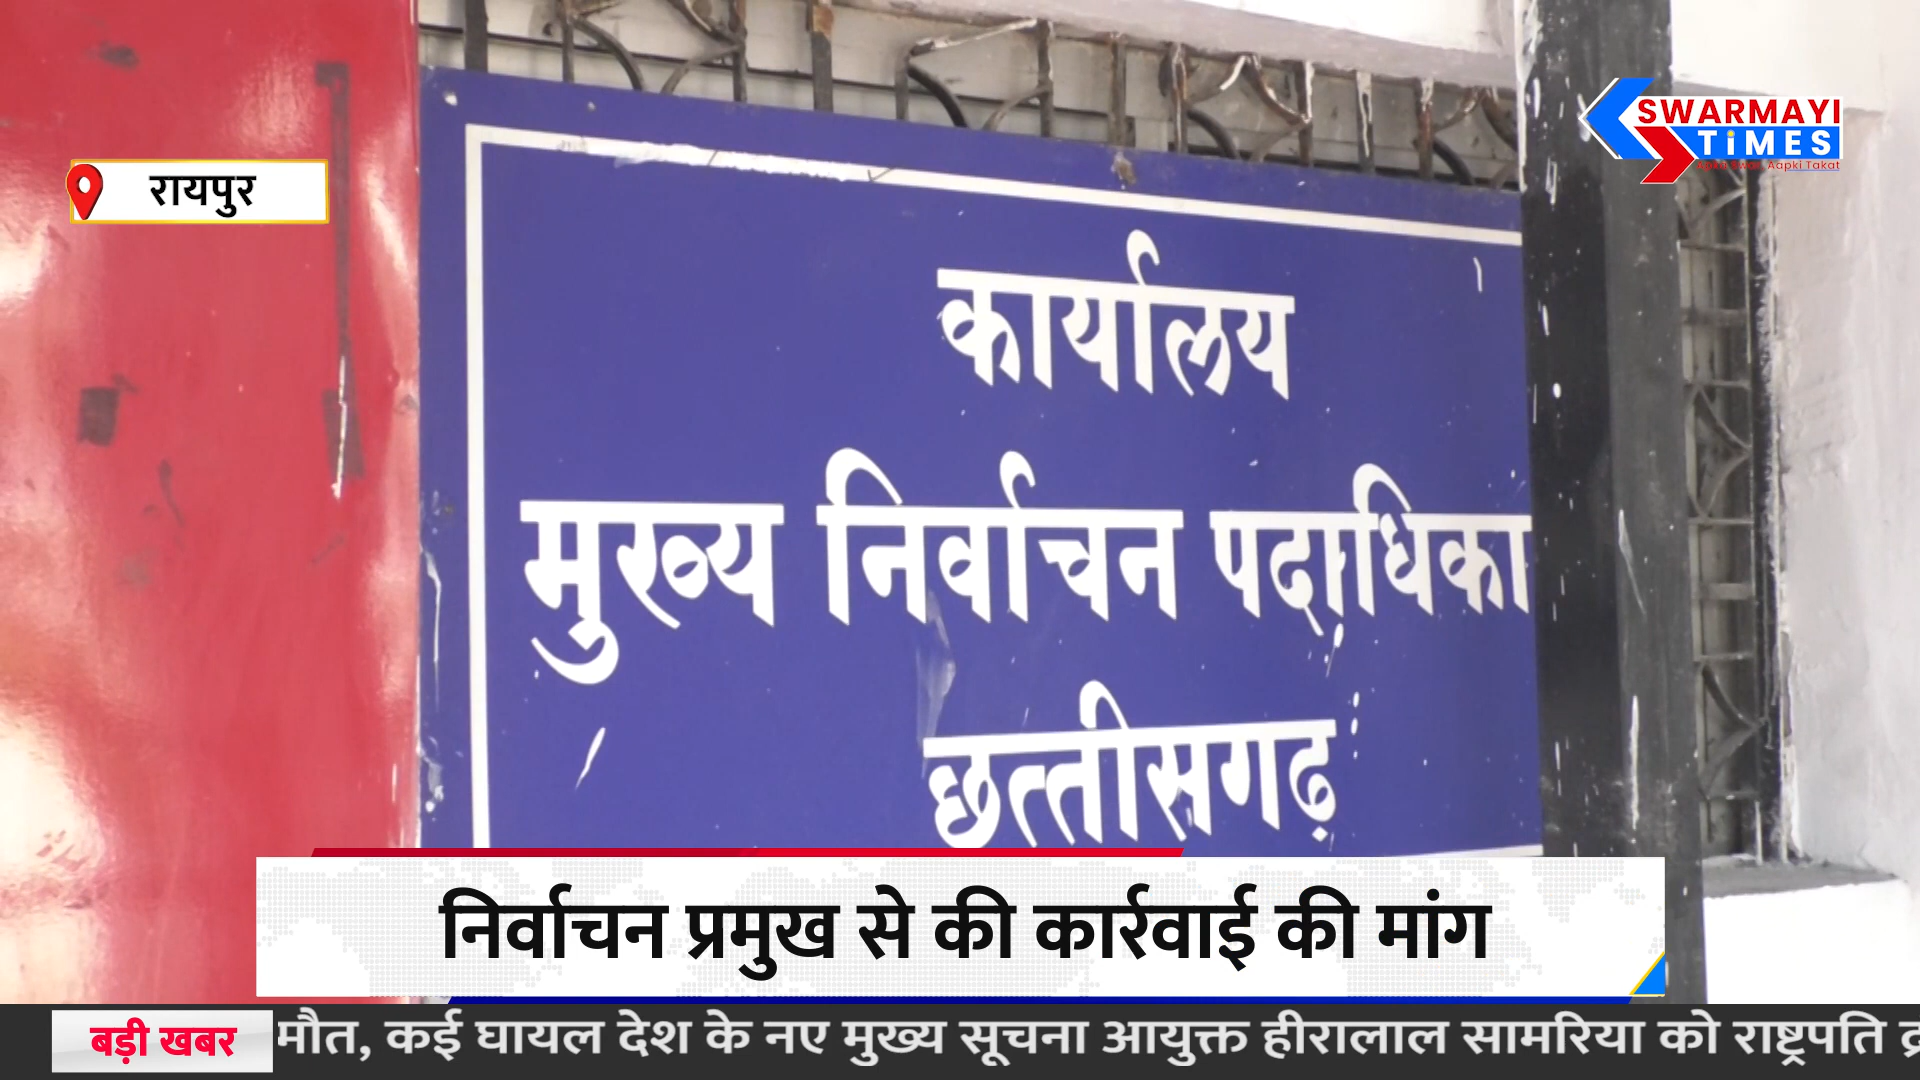 SWARMAYI
TiMES
रायपुर
कार्यालय
मुख्य निर्वाचन पदाधिका
छत्तीसगढ़
निर्वाचन प्रमुख से की कार्रवाई की मांग
बड़ी खबर
मौत, कई घायल देश के नए मुख्य सूचना आयुक्त हीरालाल सामरिया को राष्ट्रपति